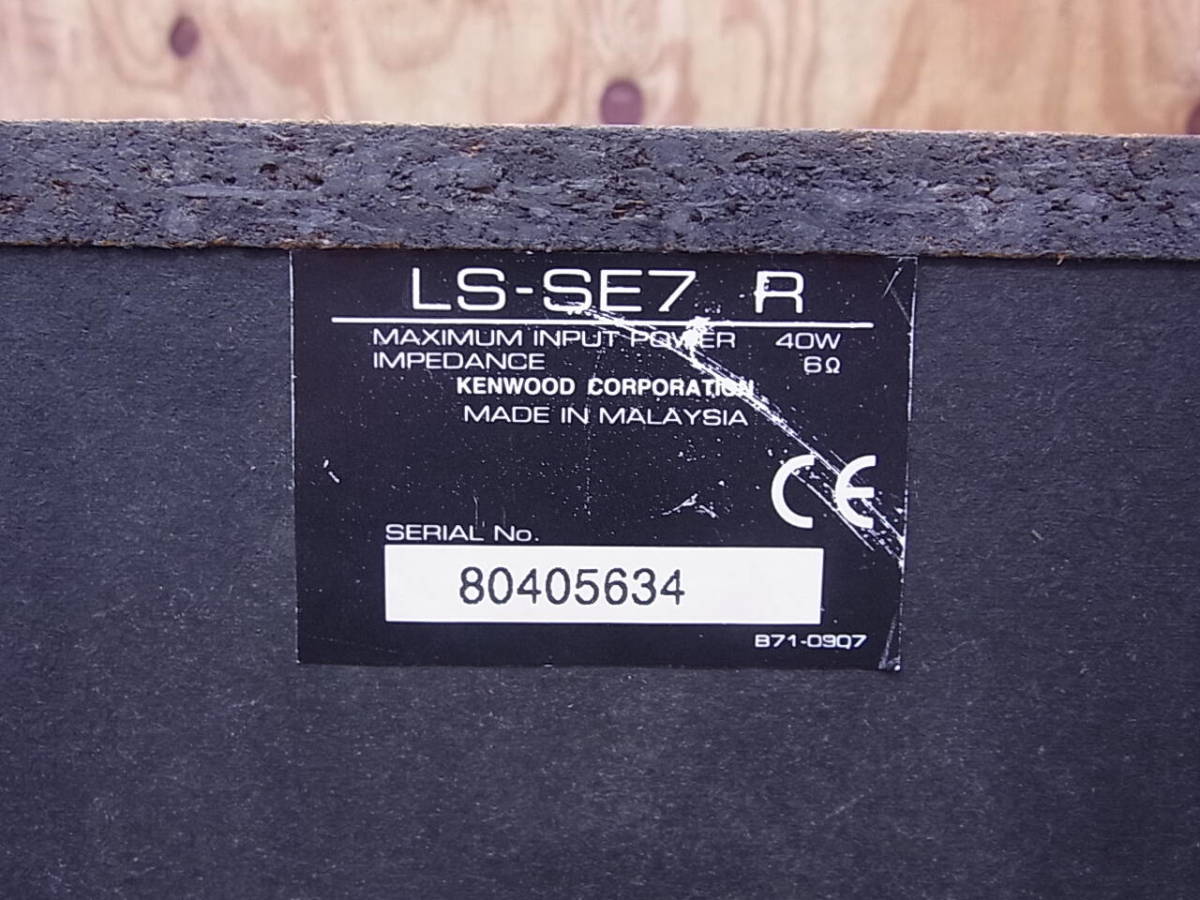 LS-SE7 R
MAXIMUM INPUT POWER 40W
IMPEDANCE 6Ω
KENWOOD CORPORATION
MADE IN MALAYSIA
CE
SERIAL No.
80405634
B71-0907